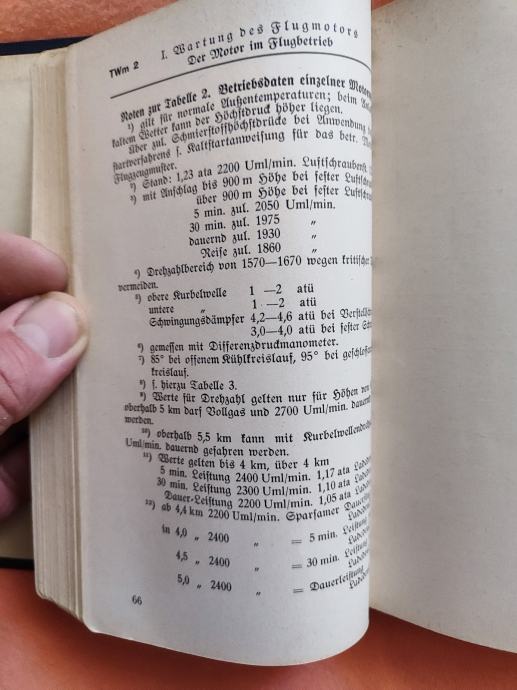 TWm 2
I. Wartung des Flugmotors
Der Motor im Flugbetrieb
Noten zur Tabelle 2. Betriebsdaten einzelner
¹) gilt für normale Außentemperaturen; beim
kaltem Wetter kann der Höchstdruck höher liegen.
Über zul. Schmierstoffhöchstdrücke bei Anwendung
startverfahrens s. Kaltstartanweisung für das betr.
Flugzeugmuster.
²) Stand: 1,23 ata 2200 Uml/min.
³) mit Anschlag bis 900 m Höhe bei fester
über 900 m Höhe bei fester
5 min. zul. 2050 Uml/min.
30 min. zul. 1975 "
dauernd zul. 1930 "
Reise zul. 1860 "
⁴) Drehzahlbereich von 1570—1670 wegen
vermeiden.
⁵) obere Kurbelwelle 1 —2 atü
untere " 1 —2 atü
Schwingungsdämpfer 4,2—4,6 atü bei
3,0—4,0 atü bei fester
⁶) gemessen mit Differenzdruckmanometer.
⁷) 85° bei offenem Kühlkreislauf, 95° bei
kreislauf.
⁸) s. hierzu Tabelle 3.
⁹) Werte für Drehzahl gelten nur für Höhen von
oberhalb 5 km darf Vollgas und 2700 Uml/min. dauernd
werden.
¹⁰) oberhalb 5,5 km kann mit
Uml/min. dauernd gefahren werden.
¹¹) Werte gelten bis 4 km, über 4 km
5 min. Leistung 2400 Uml/min. 1,17 ata
30 min. Leistung 2300 Uml/min. 1,10 ata
Dauer-Leistung 2200 Uml/min. 1,05 ata
¹²) ab 4,4 km 2200 Uml/min. Sparsamer
in 4,0 „ 2400 „ = 5 min. Leistung
4,5 „ 2400 „ = 30 min. Leistung
5,0 „ 2400 „ = Dauerleistung
66